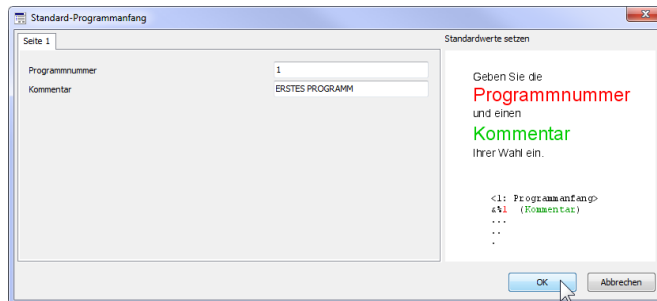 Standard-Programmanfang
Seite 1
Standardwerte setzen
Programmnummer 1
Kommentar ERSTES PROGRAMM
Geben Sie die
Programmnummer
und einen
Kommentar
Ihrer Wahl ein.
<1: Programmanfang>
&%1 (Kommentar)
...
..
.
OK Abbrechen